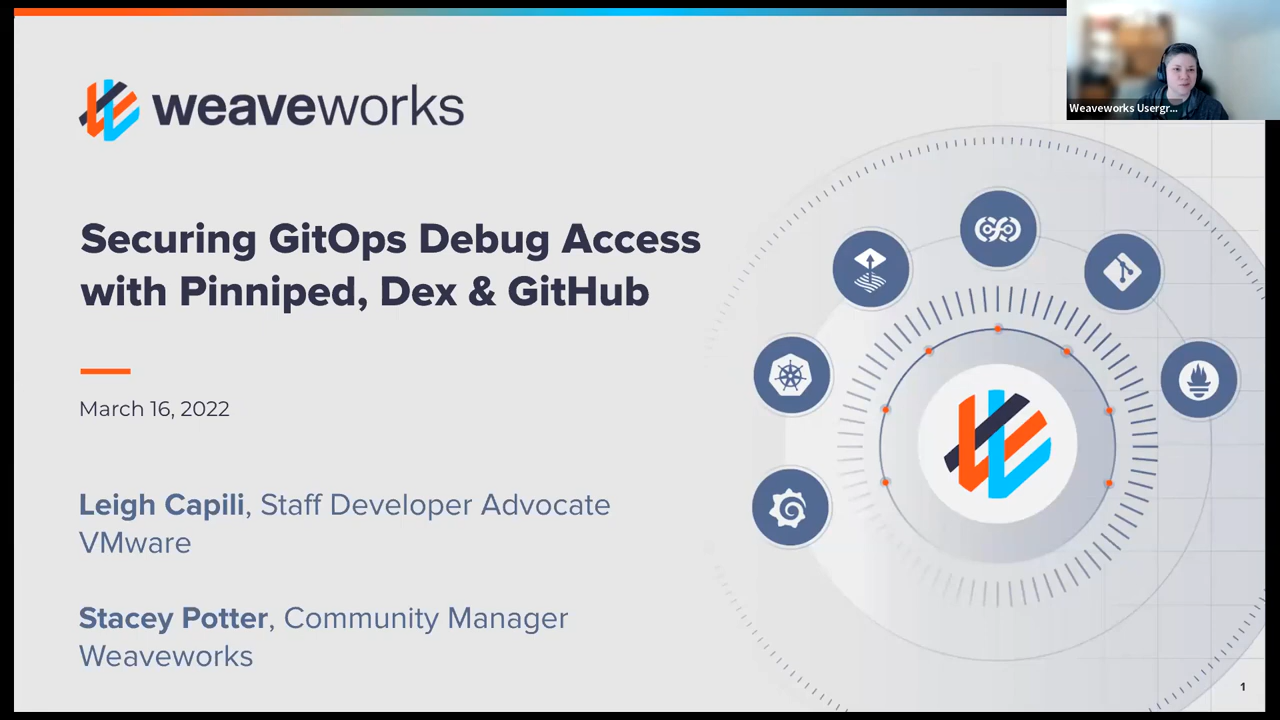 weaveworks
Weaveworks Usergr...
Securing GitOps Debug Access
with Pinniped, Dex & GitHub
March 16, 2022
Leigh Capili, Staff Developer Advocate
VMware
Stacey Potter, Community Manager
Weaveworks
1